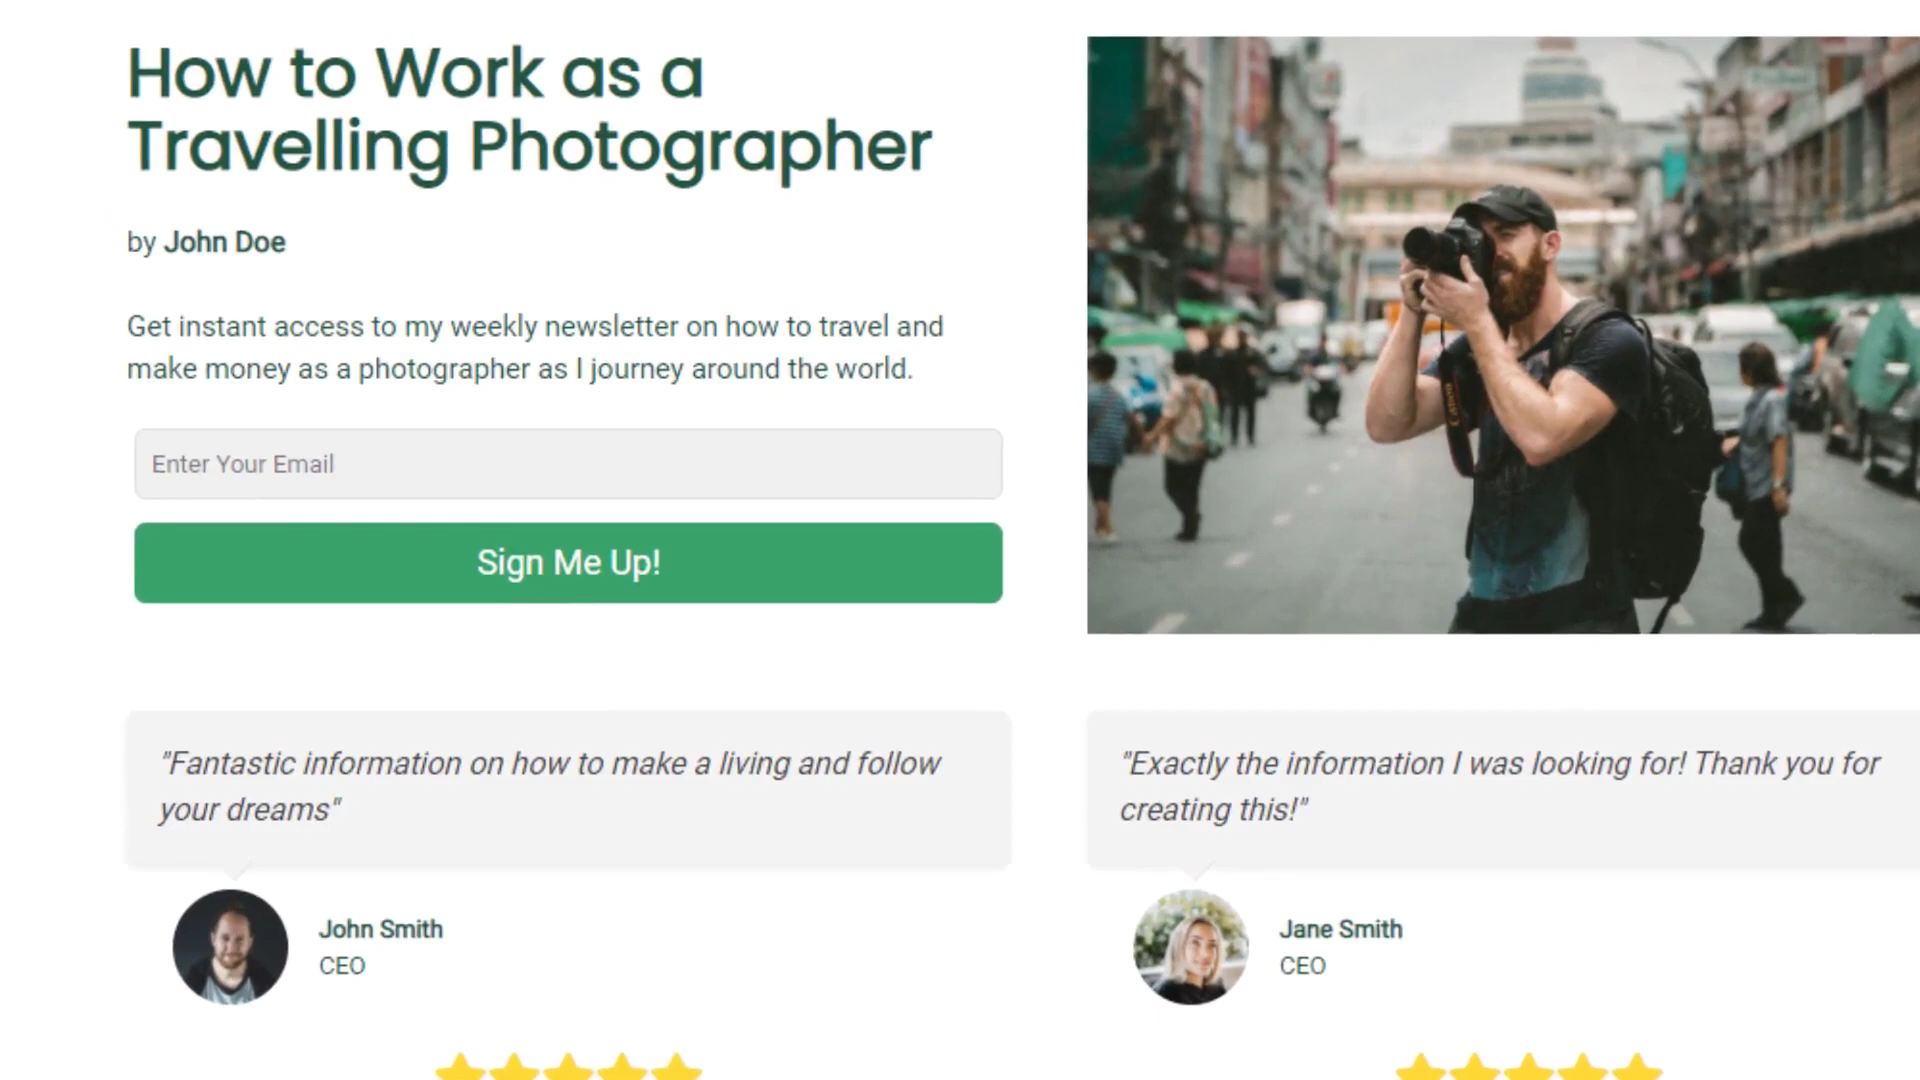 How to Work as a
Travelling Photographer
by John Doe
Get instant access to my weekly newsletter on how to travel and
make money as a photographer as I journey around the world.
Enter Your Email
Sign Me Up!
"Fantastic information on how to make a living and follow
your dreams"
John Smith
CEO
"Exactly the information I was looking for! Thank you for
creating this!"
Jane Smith
CEO